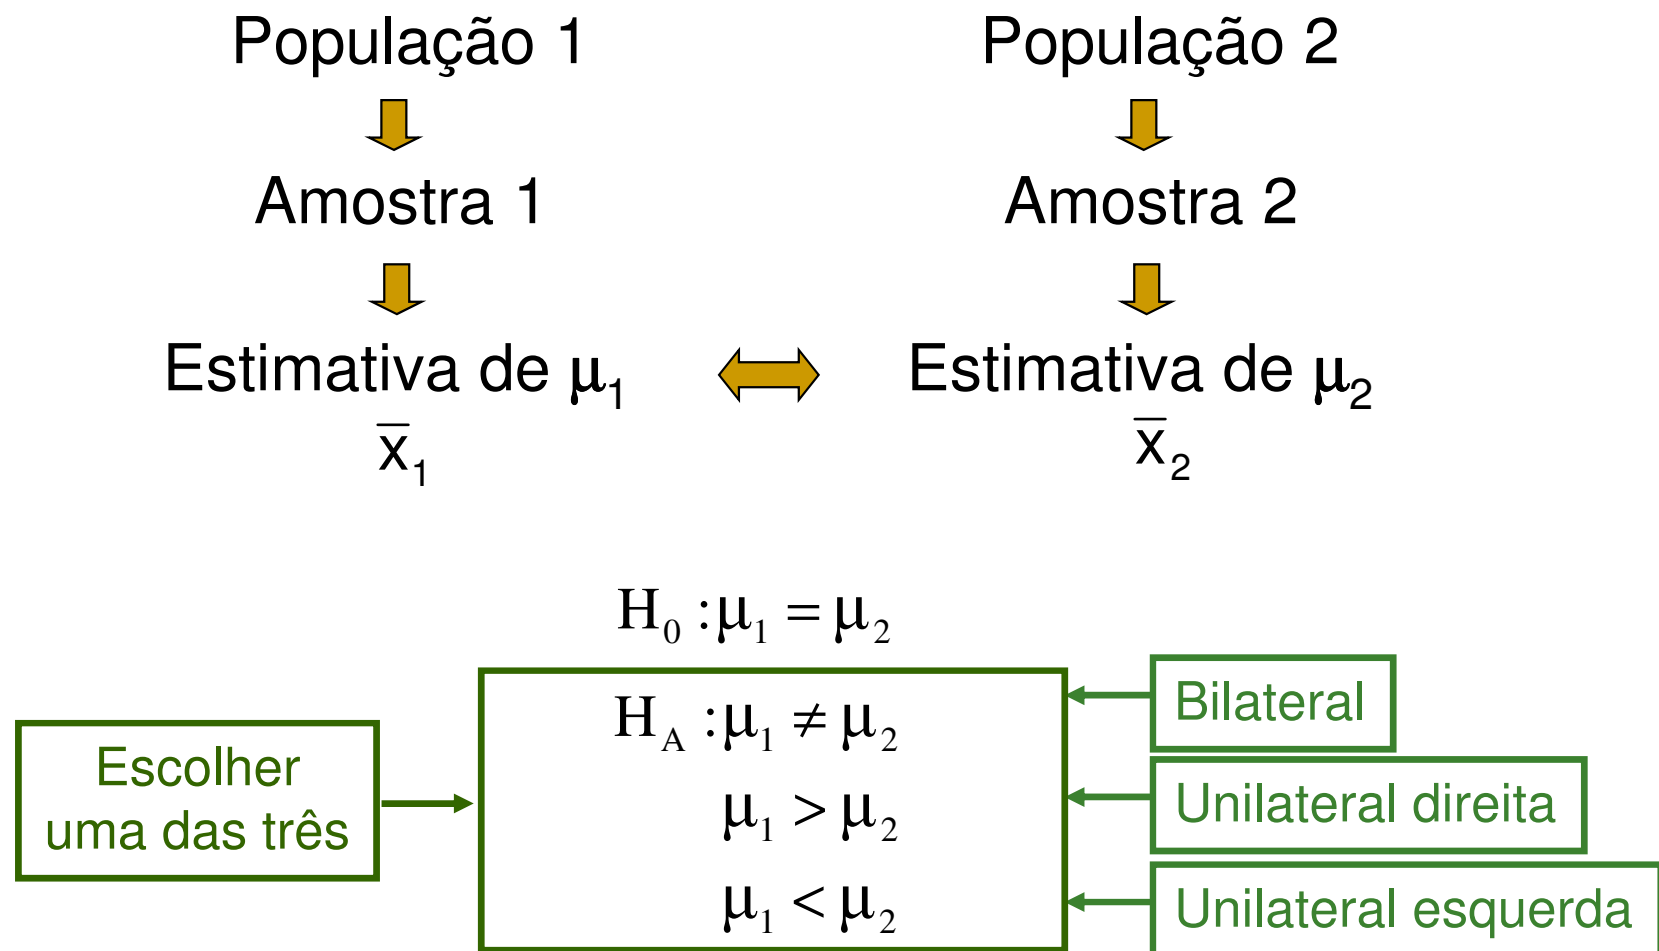 População 1
População 2
Amostra 1
Amostra 2
Estimativa de μ₁
Estimativa de μ₂
x̅₁
x̅₂
H₀ : μ₁ = μ₂
Escolher
uma das três
H_A : μ₁ ≠ μ₂
μ₁ > μ₂
μ₁ < μ₂
Bilateral
Unilateral direita
Unilateral esquerda